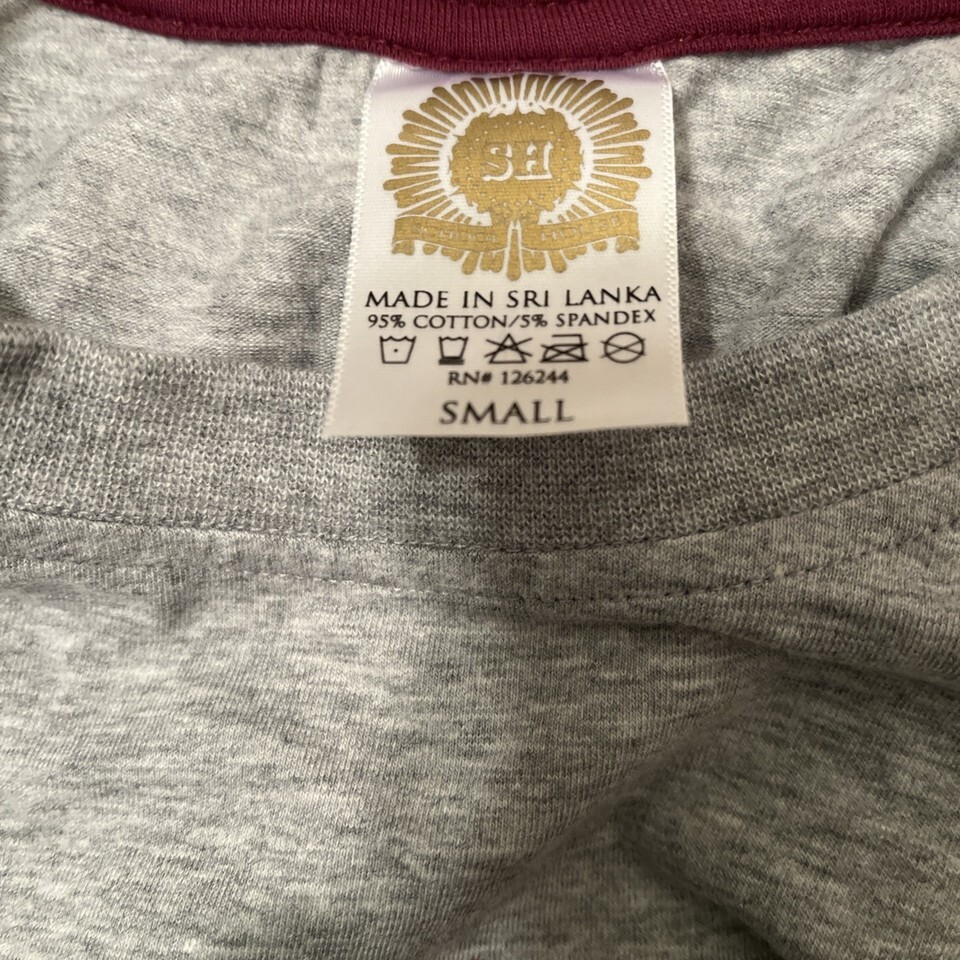 SH
MADE IN SRI LANKA
95% COTTON/5% SPANDEX
RN# 126244
SMALL